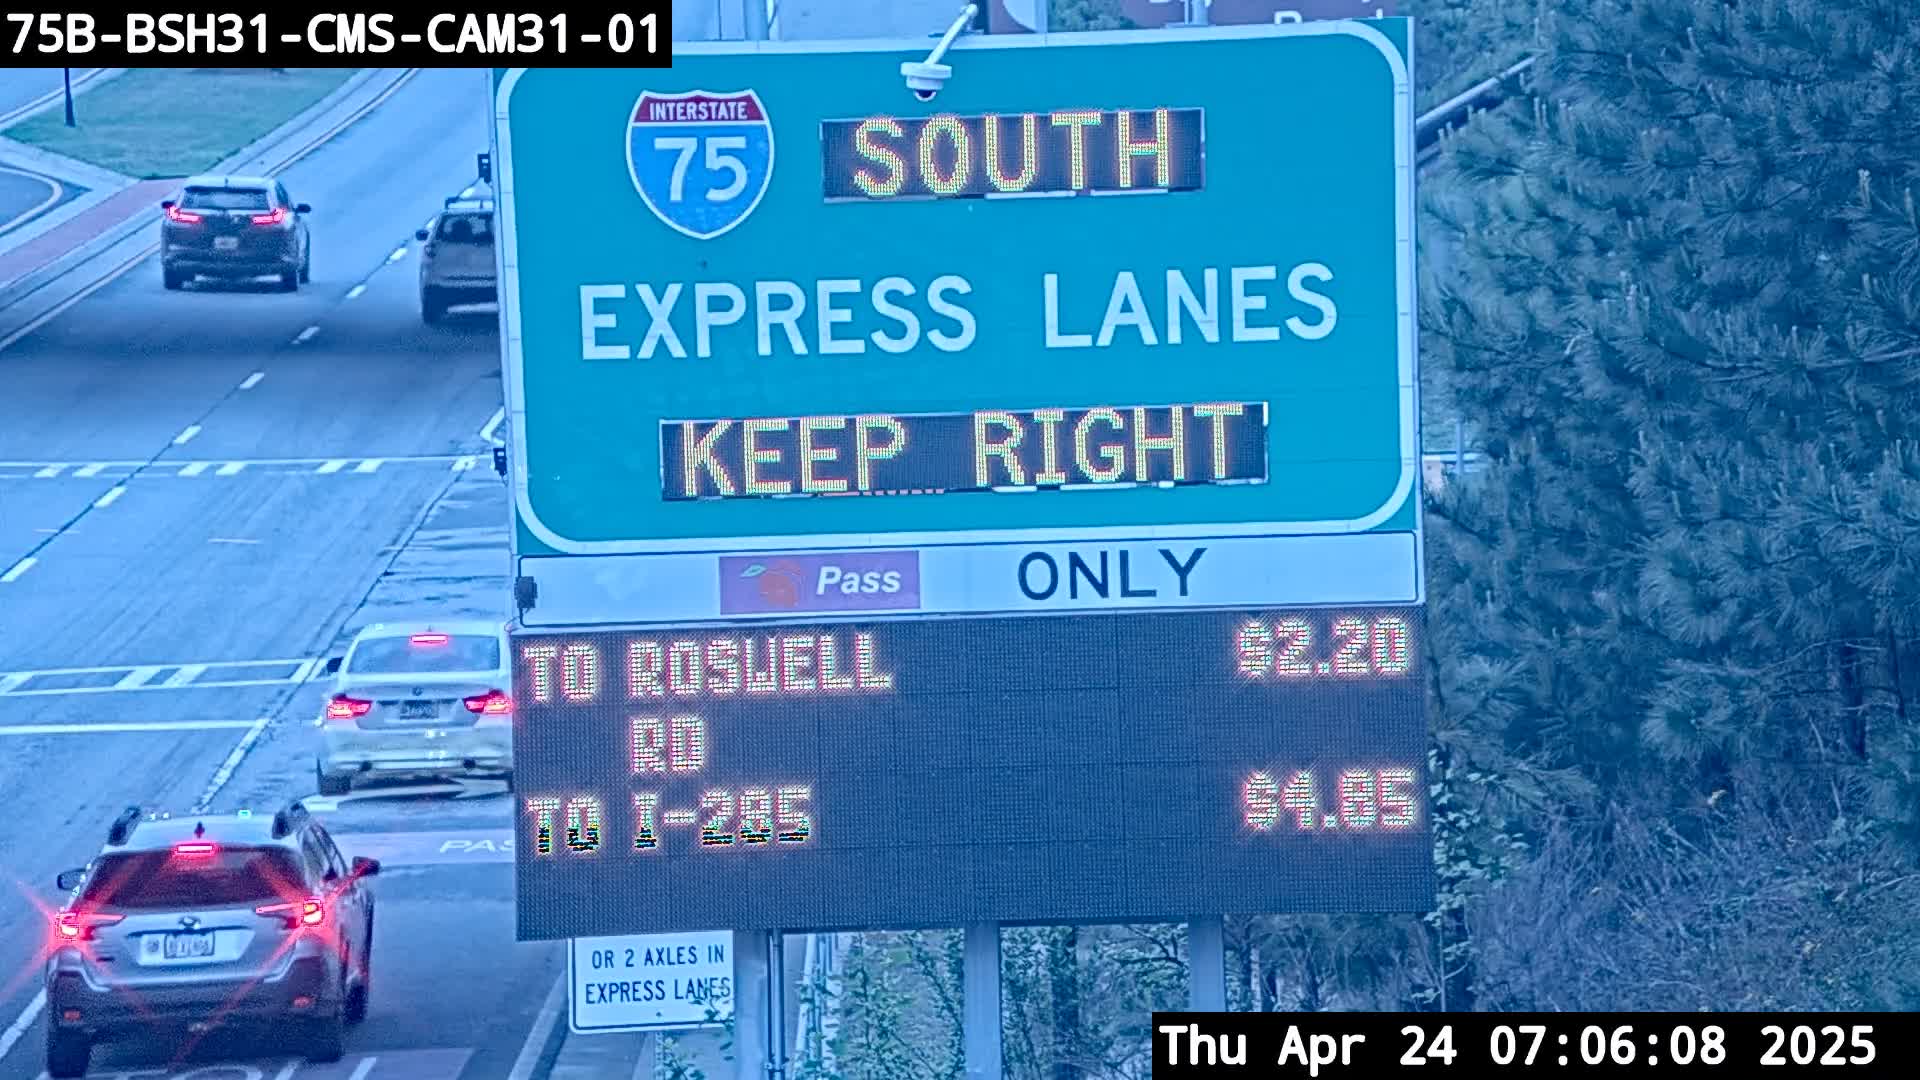 75B-BSH31-CMS-CAM31-01
INTERSTATE
75
SOUTH
EXPRESS LANES
KEEP RIGHT
Pass ONLY
TO ROSWELL $2.20
RD
TO I-285 $4.85
PAS
OR 2 AXLES IN
EXPRESS LANES
Thu Apr 24 07:06:08 2025